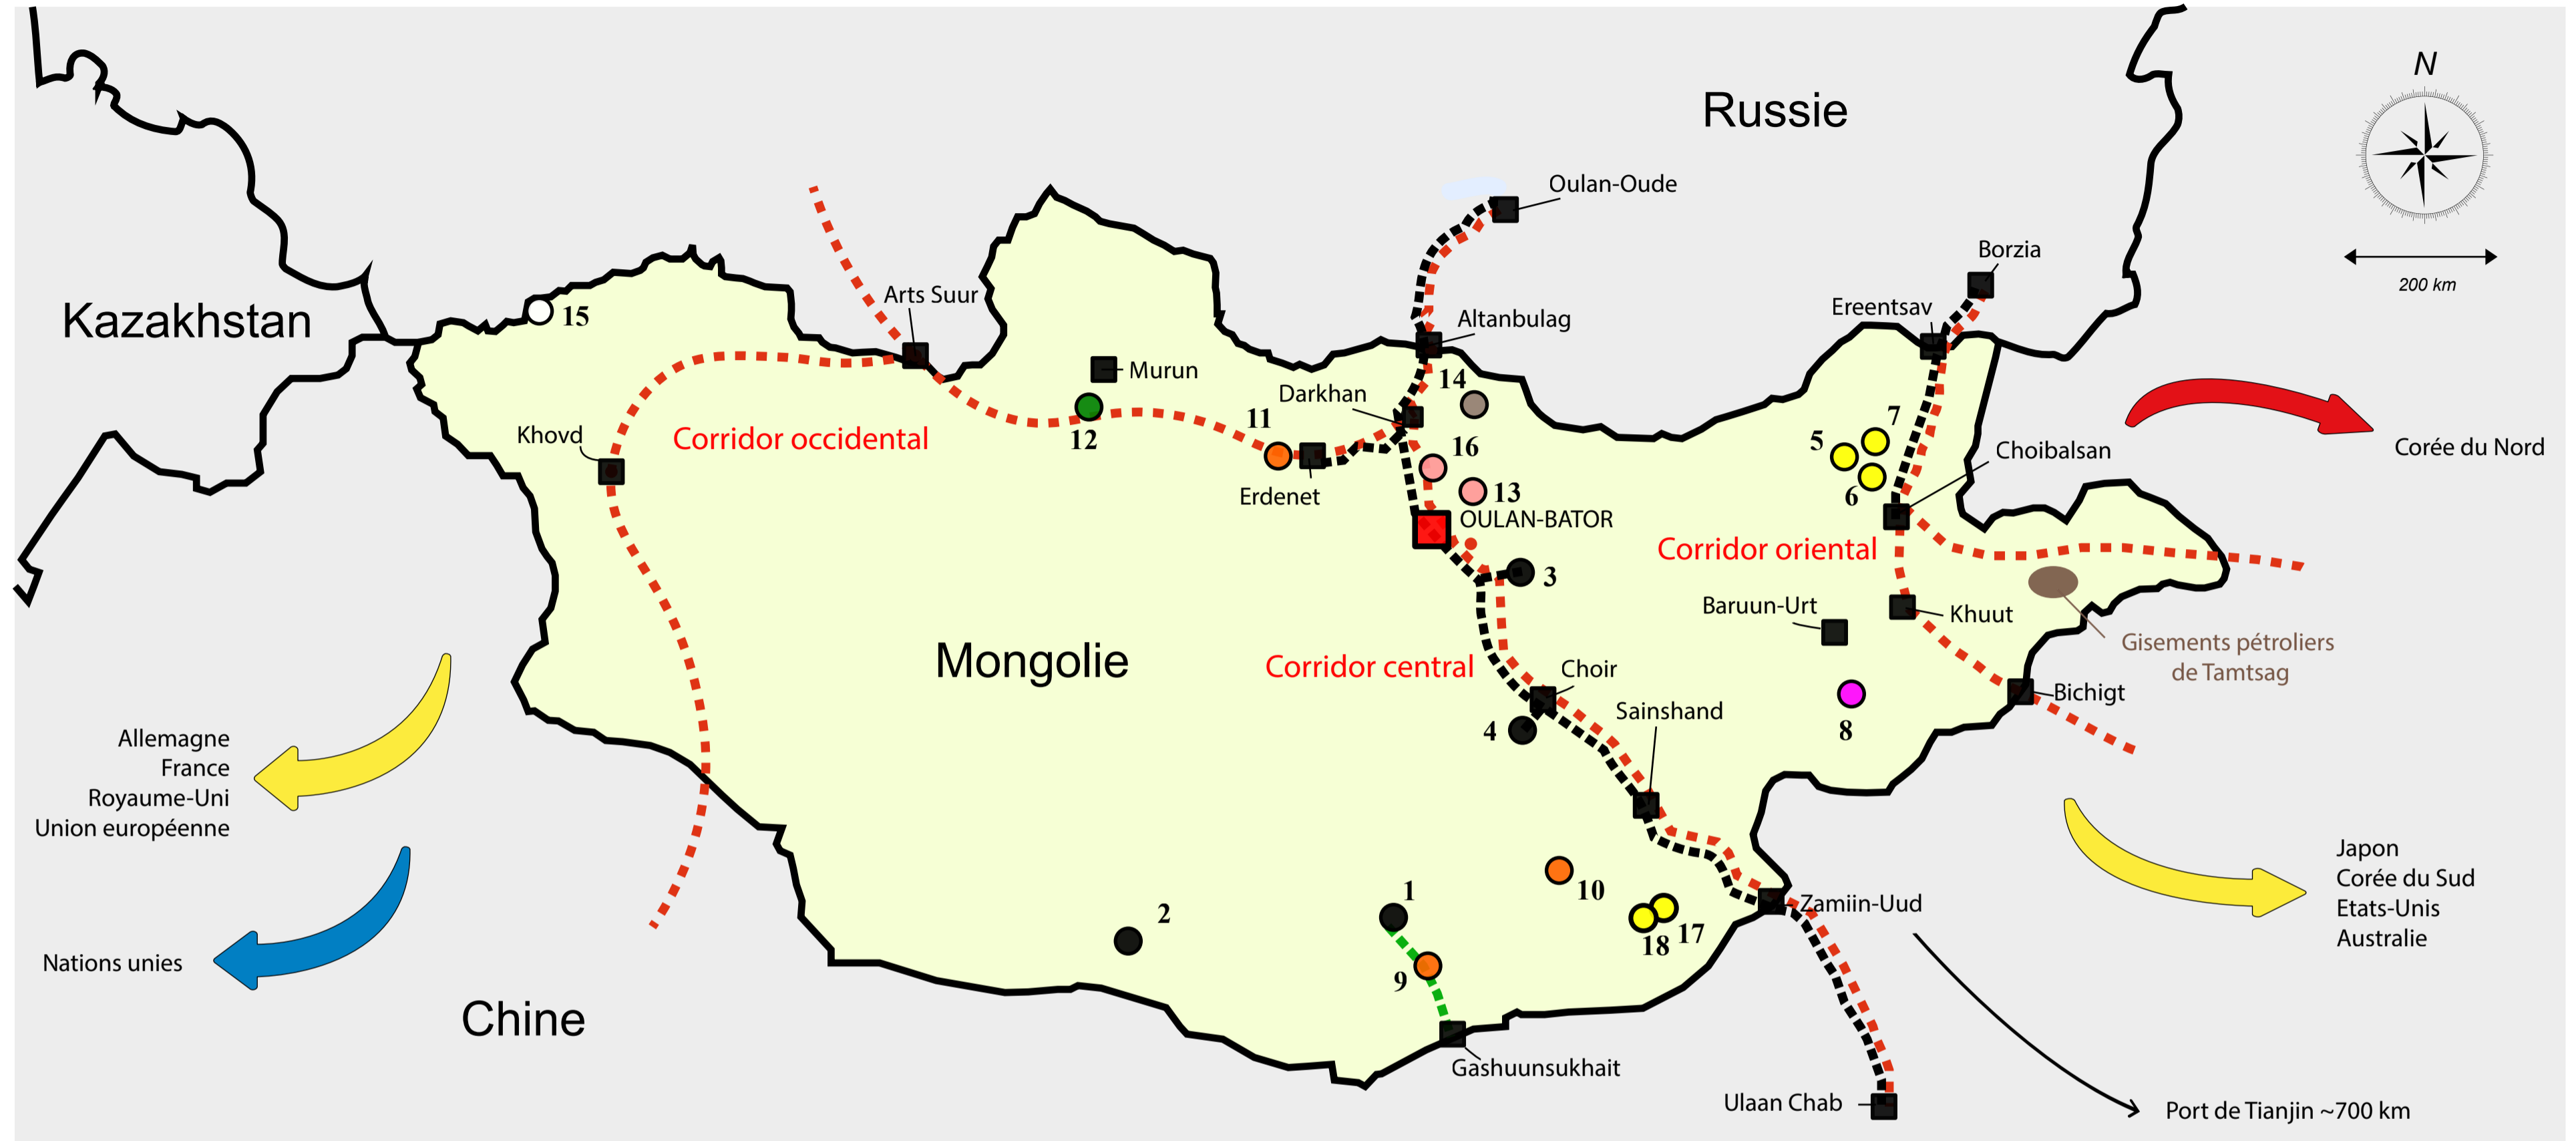 N
200 km
Russie
Kazakhstan
Mongolie
Chine
Oulan-Oude
Borzia
Ereentsav
Arts Suur
Altanbulag
15
Murun
14
Darkhan
12
11
Khovd
Corridor occidental
16
7
5
6
Choibalsan
Corée du Nord
Erdenet
13
OULAN-BATOR
Corridor oriental
3
Baruun-Urt
Khuut
Gisements pétroliers
de Tamtsag
Corridor central
Choir
Sainshand
Bichigt
4
8
Allemagne
France
Royaume-Uni
Union européenne
Japon
Corée du Sud
Etats-Unis
Australie
1
10
2
Zamiin-Uud
18
17
9
Nations unies
Gashuunsukhait
Ulaan Chab
Port de Tianjin ~700 km